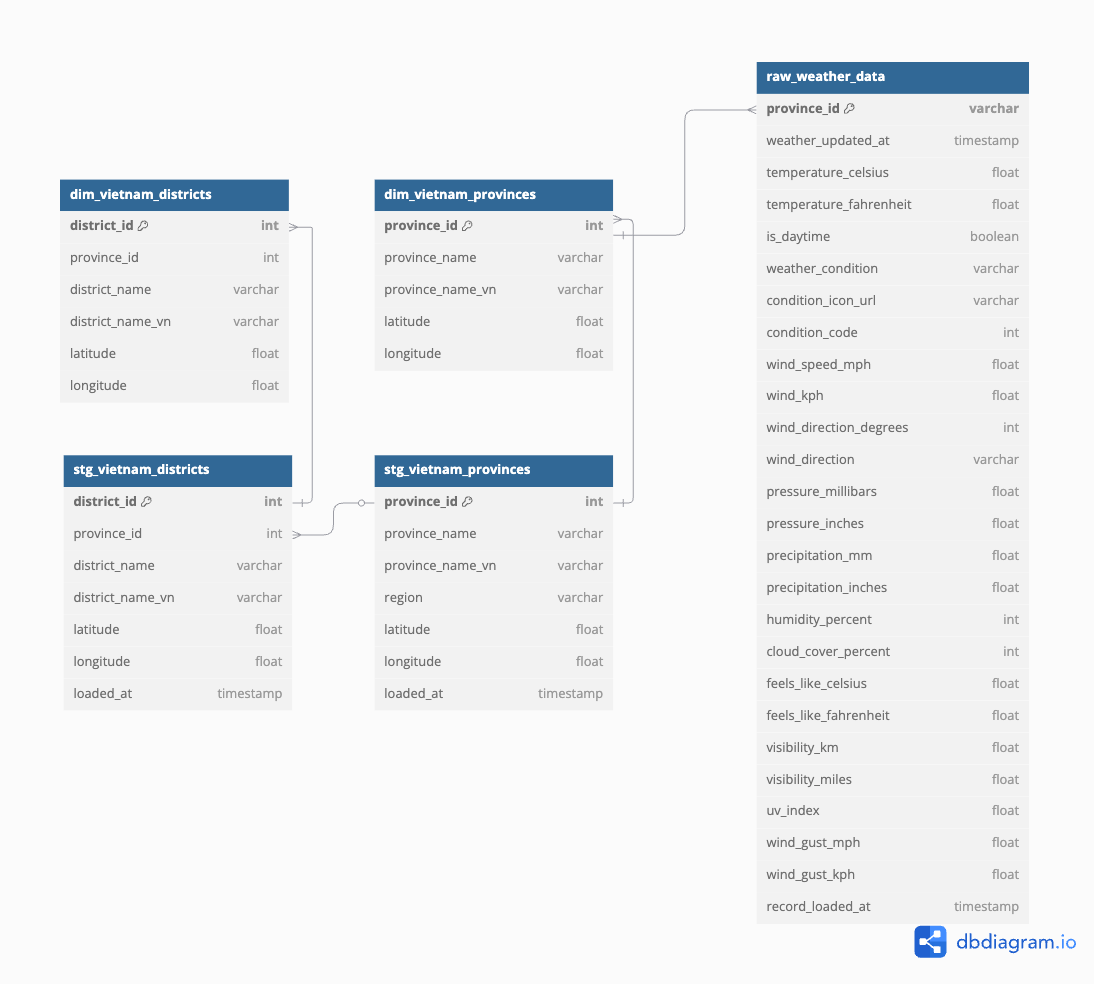 raw_weather_data
province_id varchar
weather_updated_at timestamp
temperature_celsius float
temperature_fahrenheit float
is_daytime boolean
weather_condition varchar
condition_icon_url varchar
condition_code int
wind_speed_mph float
wind_kph float
wind_direction_degrees int
wind_direction varchar
pressure_millibars float
pressure_inches float
precipitation_mm float
precipitation_inches float
humidity_percent int
cloud_cover_percent int
feels_like_celsius float
feels_like_fahrenheit float
visibility_km float
visibility_miles float
uv_index float
wind_gust_mph float
wind_gust_kph float
record_loaded_at timestamp
dim_vietnam_districts
district_id int
province_id int
district_name varchar
district_name_vn varchar
latitude float
longitude float
dim_vietnam_provinces
province_id int
province_name varchar
province_name_vn varchar
latitude float
longitude float
stg_vietnam_districts
district_id int
province_id int
district_name varchar
district_name_vn varchar
latitude float
longitude float
loaded_at timestamp
stg_vietnam_provinces
province_id int
province_name varchar
province_name_vn varchar
region varchar
latitude float
longitude float
loaded_at timestamp
dbdiagram.io